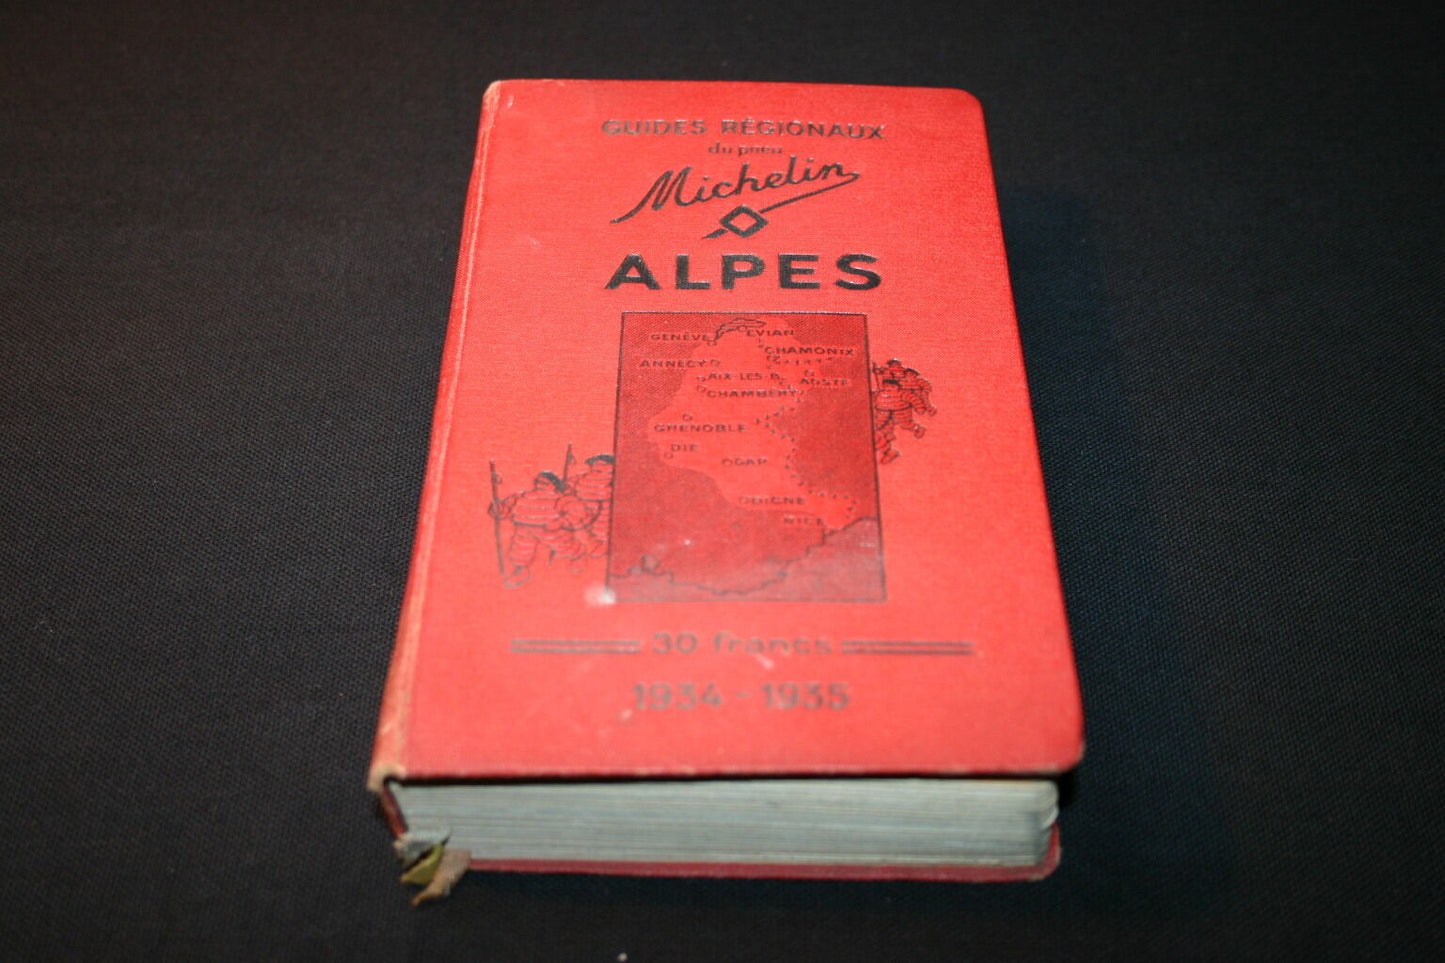 GUIDES RÉGIONAUX
du pneu
Michelin
ALPES
GENÈVE
EVIAN
CHAMONIX
ANNECY
AIX-LES-B.
AOSTE
CHAMBÉRY
GRENOBLE
DIE
GAP
DIGNE
NICE
30 francs
1934 - 1935